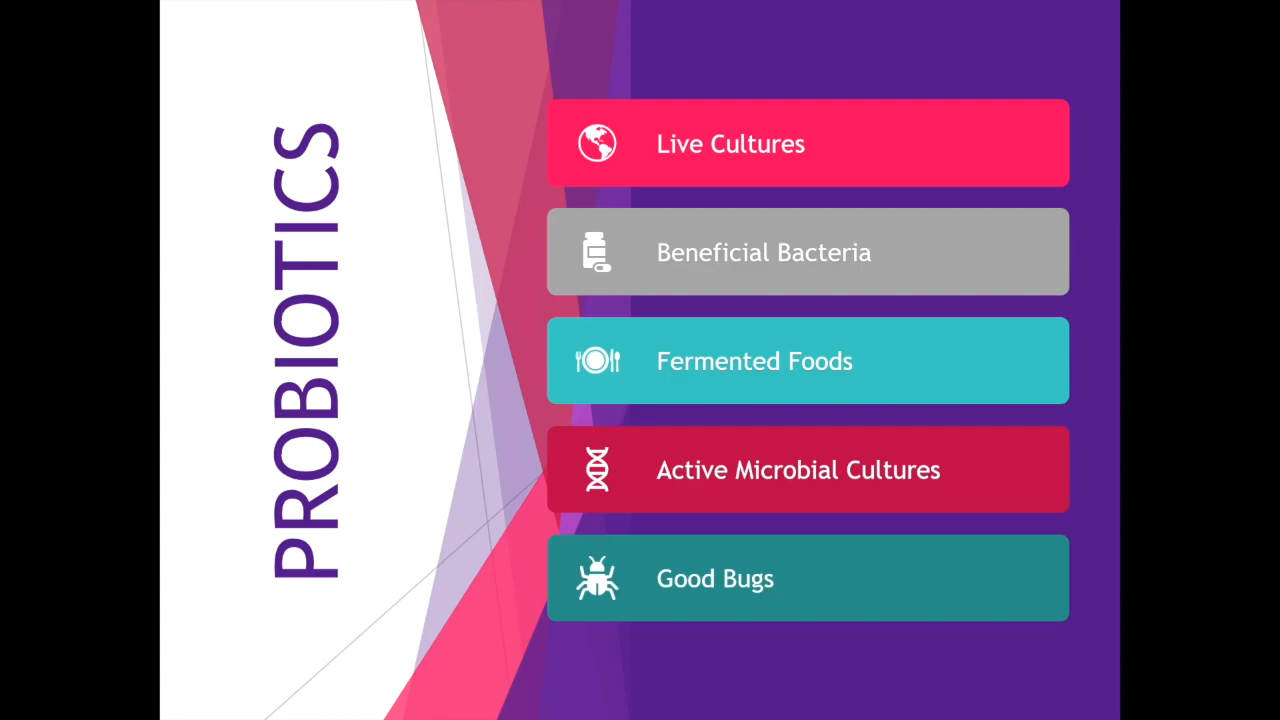 PROBIOTICS
Live Cultures
Beneficial Bacteria
Fermented Foods
Active Microbial Cultures
Good Bugs